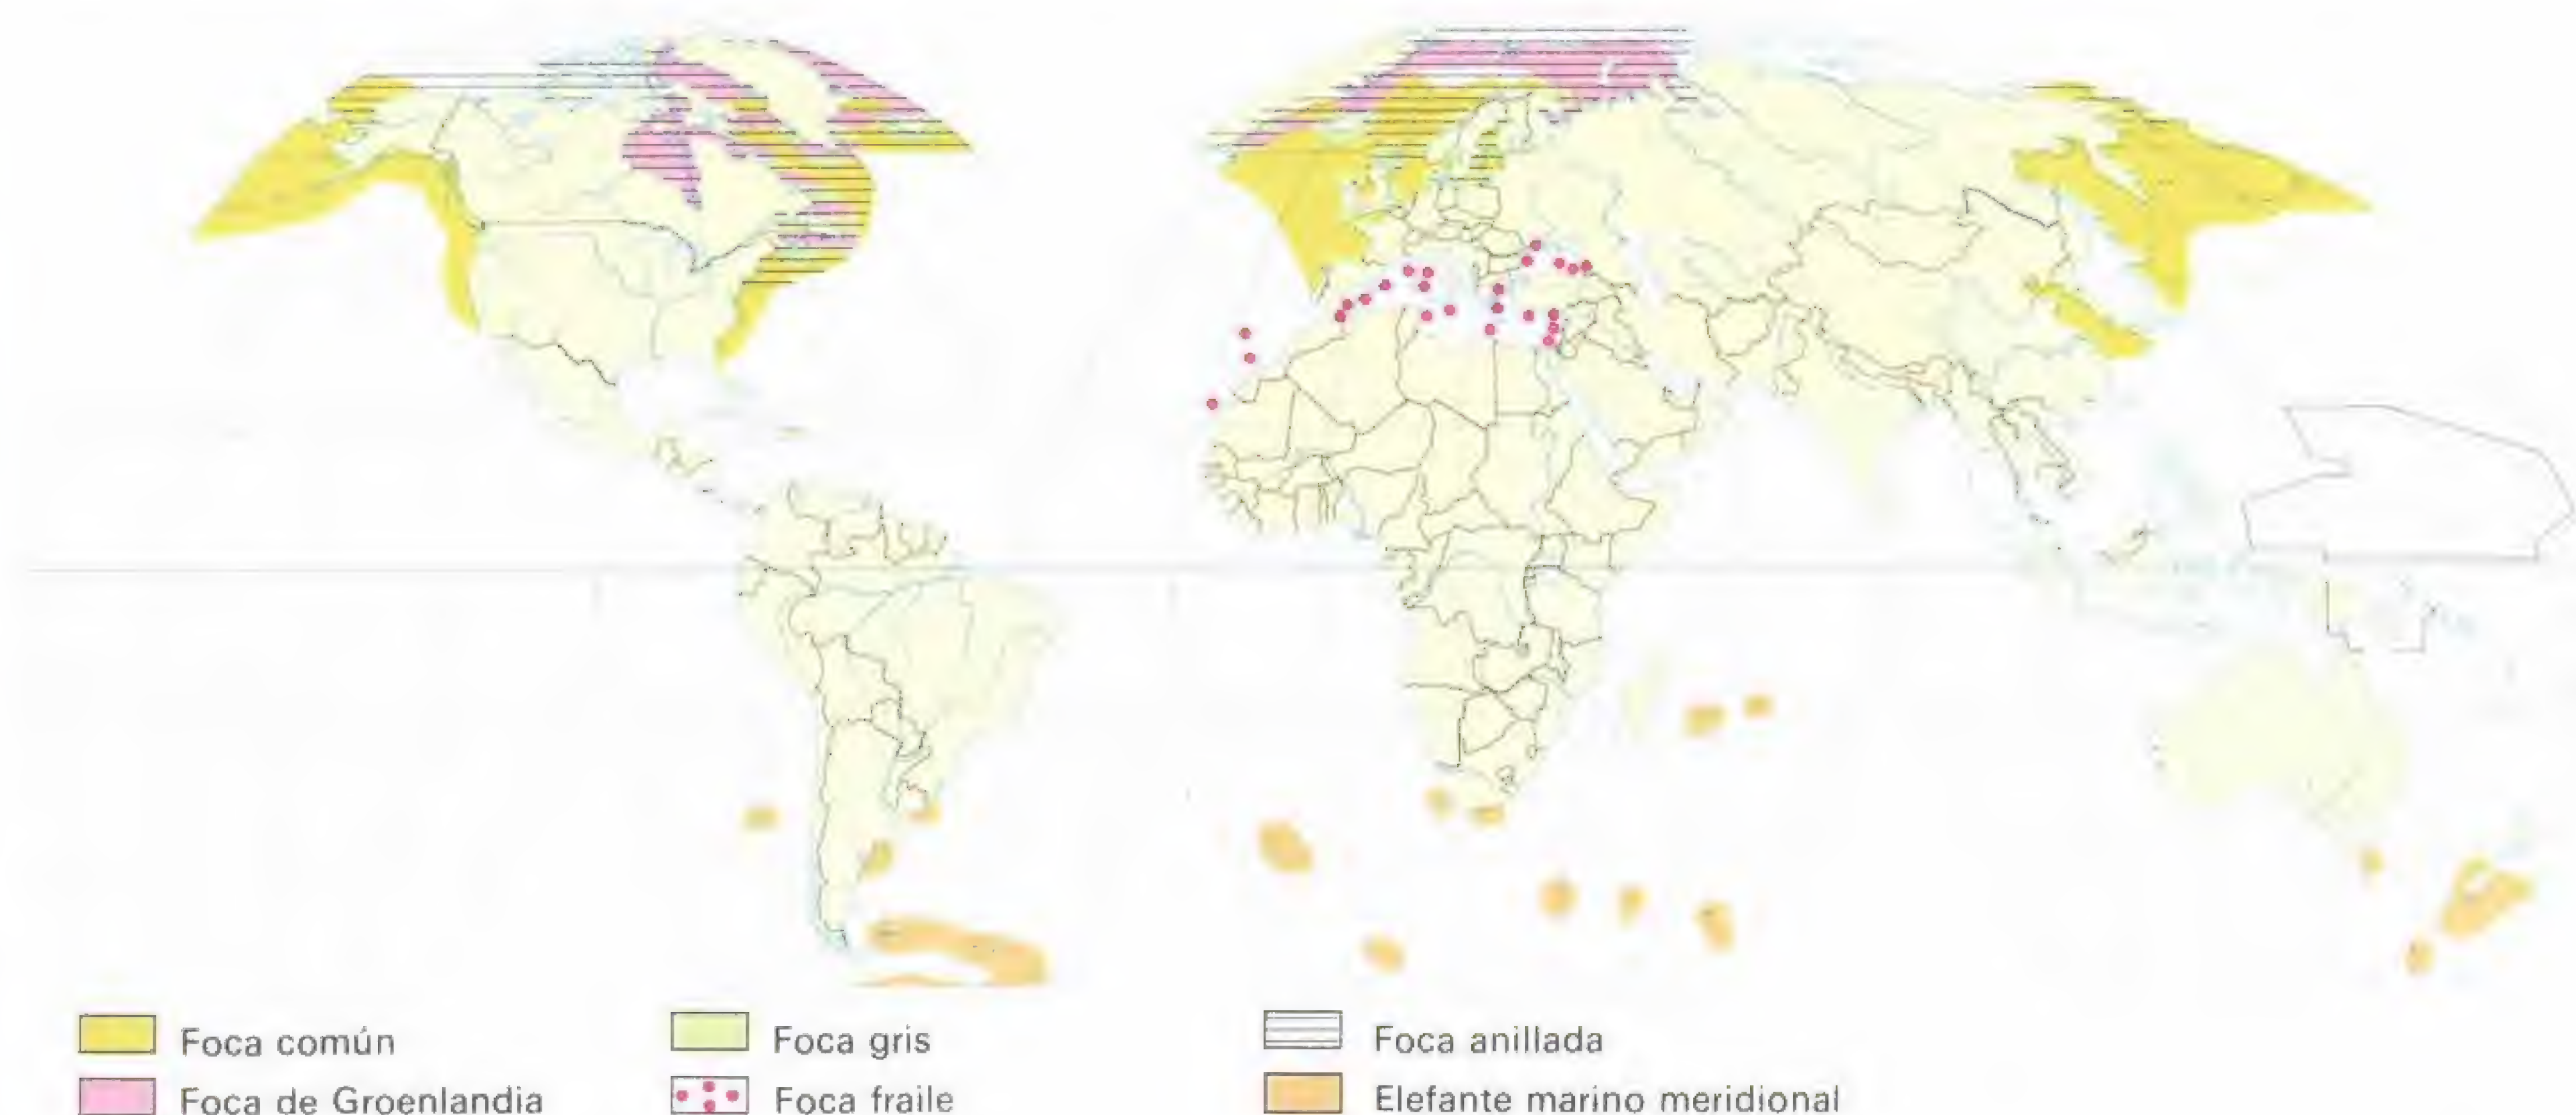 Foca común
Foca gris
Foca anillada
Foca de Groenlandia
Foca fraile
Elefante marino meridional